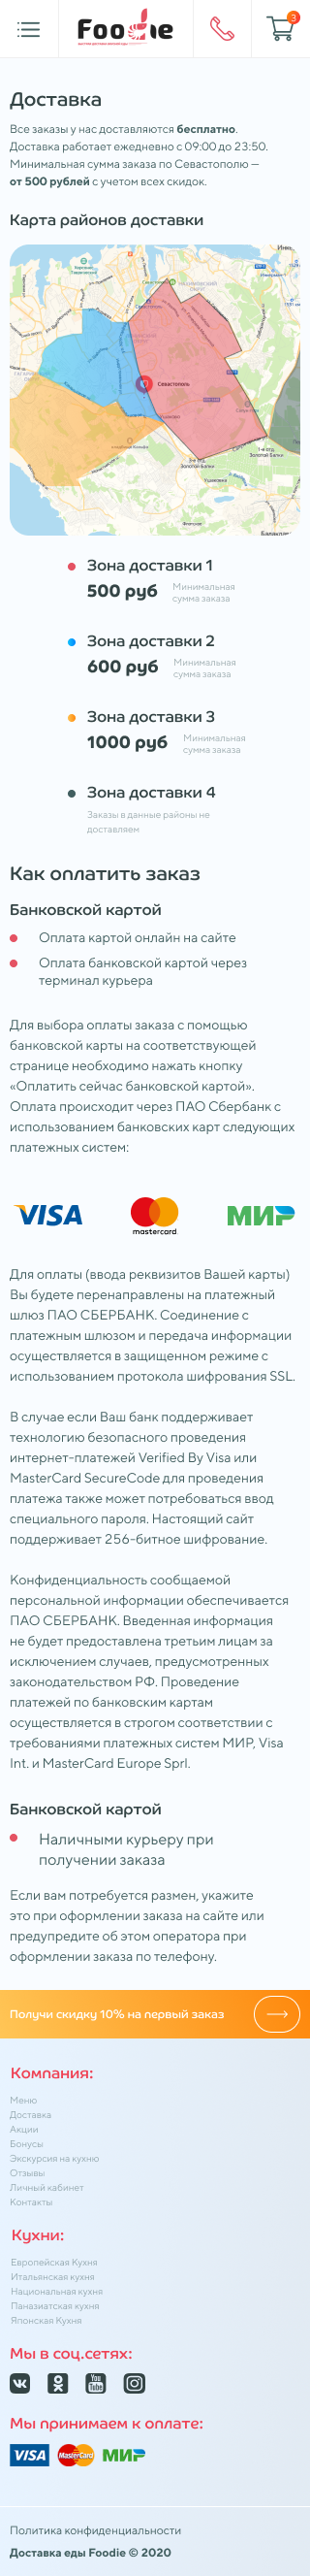 Foodie
3
Доставка
Все заказы у нас доставляются бесплатно.
Доставка работает ежедневно с 09:00 до 23:50.
Минимальная сумма заказа по Севастополю —
от 500 рублей с учетом всех скидок.
Карта районов доставки
Севастополь
Зона доставки 1
500 руб
Минимальная
сумма заказа
Зона доставки 2
600 руб
Минимальная
сумма заказа
Зона доставки 3
1000 руб
Минимальная
сумма заказа
Зона доставки 4
Заказы в данные районы не
доставляем
Как оплатить заказ
Банковской картой
Оплата картой онлайн на сайте
Оплата банковской картой через
терминал курьера
Для выбора оплаты заказа с помощью
банковской карты на соответствующей
странице необходимо нажать кнопку
«Оплатить сейчас банковской картой».
Оплата происходит через ПАО Сбербанк с
использованием банковских карт следующих
платежных систем:
VISA
mastercard
МИР
Для оплаты (ввода реквизитов Вашей карты)
Вы будете перенаправлены на платежный
шлюз ПАО СБЕРБАНК. Соединение с
платежным шлюзом и передача информации
осуществляется в защищенном режиме с
использованием протокола шифрования SSL.
В случае если Ваш банк поддерживает
технологию безопасного проведения
интернет-платежей Verified By Visa или
MasterCard SecureCode для проведения
платежа также может потребоваться ввод
специального пароля. Настоящий сайт
поддерживает 256-битное шифрование.
Конфиденциальность сообщаемой
персональной информации обеспечивается
ПАО СБЕРБАНК. Введенная информация
не будет предоставлена третьим лицам за
исключением случаев, предусмотренных
законодательством РФ. Проведение
платежей по банковским картам
осуществляется в строгом соответствии с
требованиями платежных систем МИР, Visa
Int. и MasterCard Europe Sprl.
Банковской картой
Наличными курьеру при
получении заказа
Если вам потребуется размен, укажите
это при оформлении заказа на сайте или
предупредите об этом оператора при
оформлении заказа по телефону.
Получи скидку 10% на первый заказ
Компания:
Меню
Доставка
Акции
Бонусы
Экскурсия на кухню
Отзывы
Личный кабинет
Контакты
Кухни:
Европейская Кухня
Итальянская кухня
Национальная кухня
Паназиатская кухня
Японская Кухня
Мы в соц.сетях:
You
Tube
Мы принимаем к оплате:
VISA
MasterCard
МИР
Политика конфиденциальности
Доставка еды Foodie © 2020